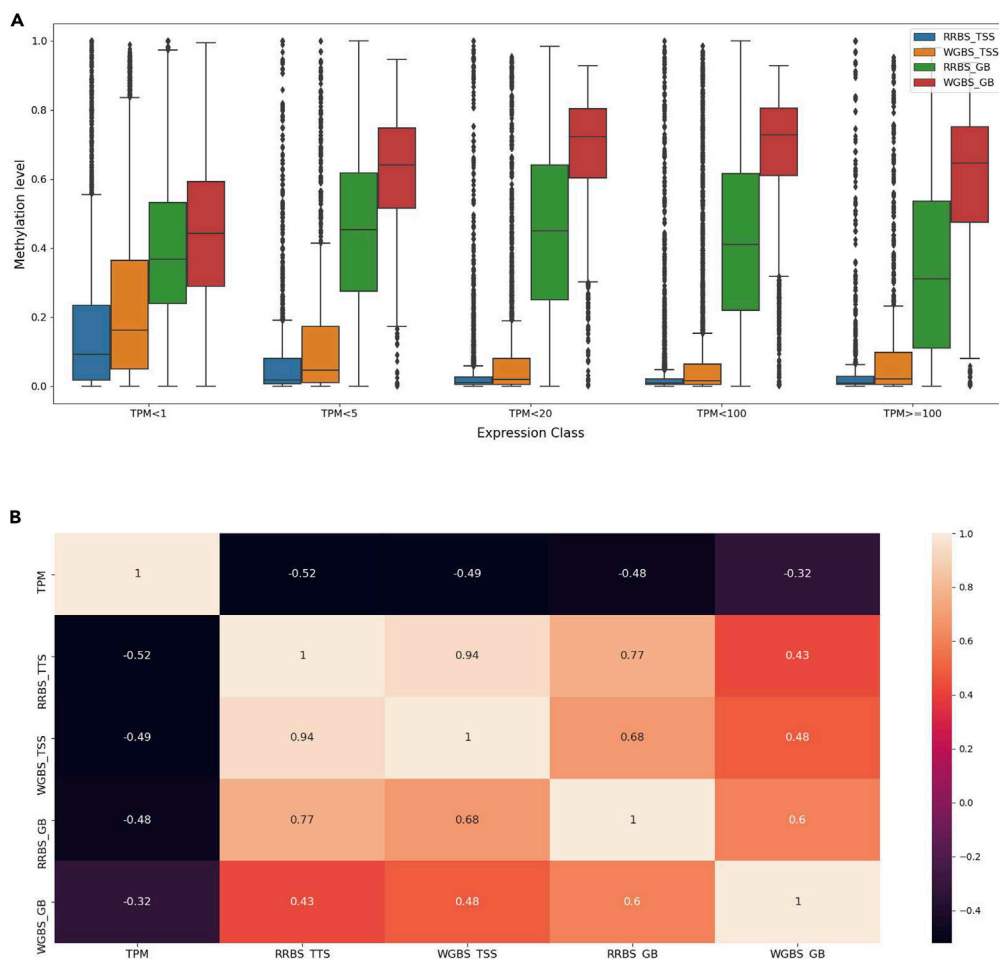 A
1.0
0.8
0.6
0.4
0.2
0.0
Methylation level
RRBS_TSS
WGBS_TSS
RRBS_GB
WGBS_GB
TPM<1 TPM<5 TPM<20 TPM<100 TPM>=100
Expression Class
B
TPM 1 -0.52 -0.49 -0.48 -0.32
RRBS_TTS -0.52 1 0.94 0.77 0.43
WGBS_TSS -0.49 0.94 1 0.68 0.48
RRBS_GB -0.48 0.77 0.68 1 0.6
WGBS_GB -0.32 0.43 0.48 0.6 1
TPM RRBS_TTS WGBS_TSS RRBS_GB WGBS_GB
1.0
0.8
0.6
0.4
0.2
0.0
−0.2
−0.4